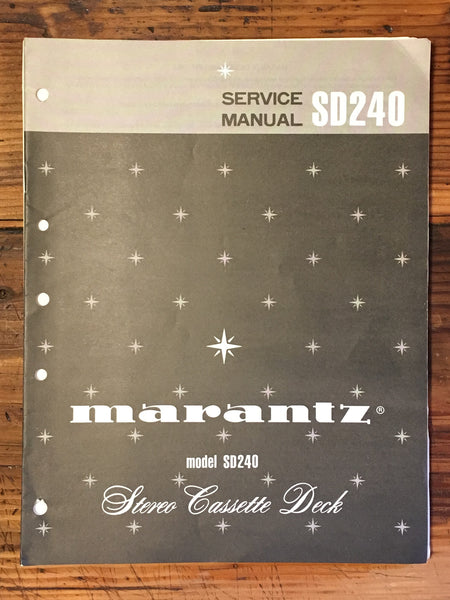 SERVICE
MANUAL SD240
marantz®
model SD240
Stereo Cassette Deck